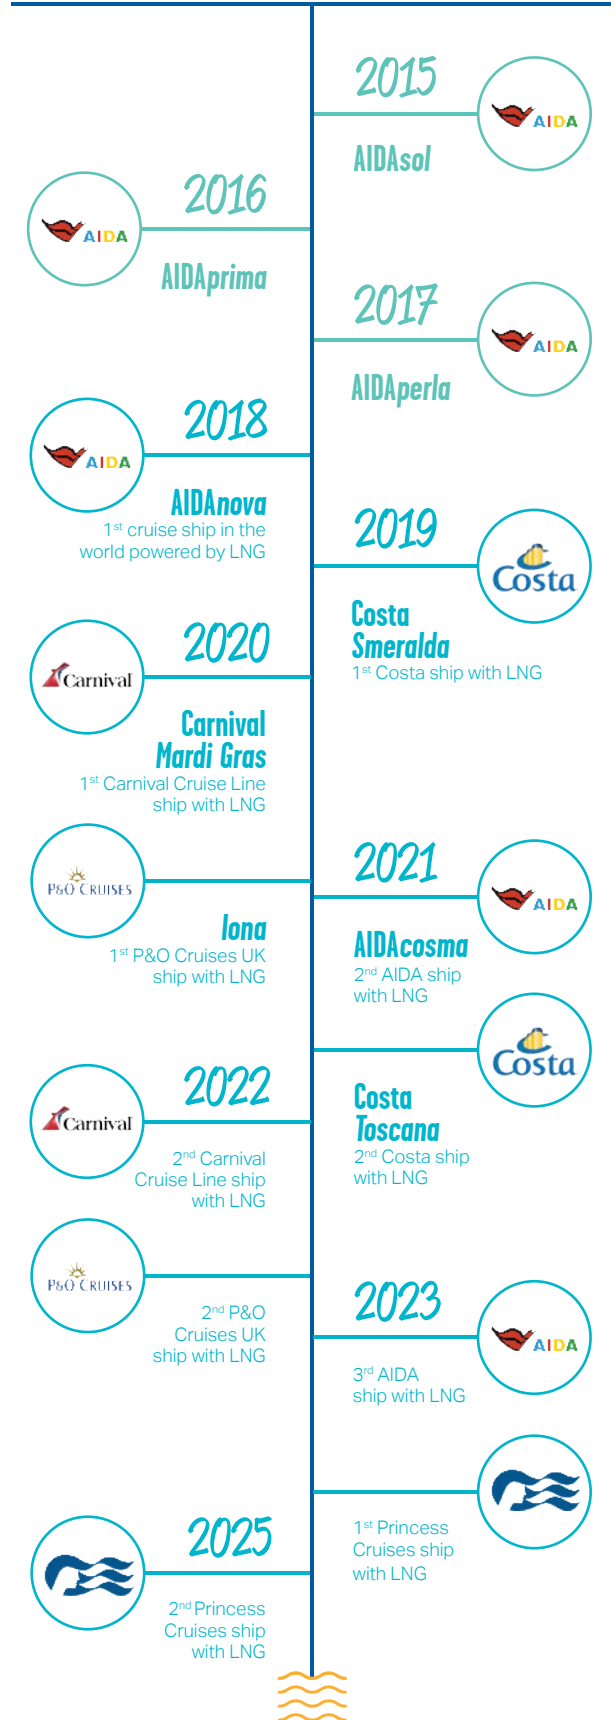 2015
AIDA
AIDAsol
2016
AIDA
AIDAprima
2017
AIDA
AIDAperla
2018
AIDA
AIDAnova
1st cruise ship in the
world powered by LNG
2019
Costa
Costa
Smeralda
1st Costa ship with LNG
2020
Carnival
Carnival
Mardi Gras
1st Carnival Cruise Line
ship with LNG
P&O CRUISES
Iona
1st P&O Cruises UK
ship with LNG
2021
AIDA
AIDAcosma
2nd AIDA ship
with LNG
Costa
Costa
Toscana
2nd Costa ship
with LNG
2022
Carnival
2nd Carnival
Cruise Line ship
with LNG
P&O CRUISES
2nd P&O
Cruises UK
ship with LNG
2023
AIDA
3rd AIDA
ship with LNG
1st Princess
Cruises ship
with LNG
2025
2nd Princess
Cruises ship
with LNG